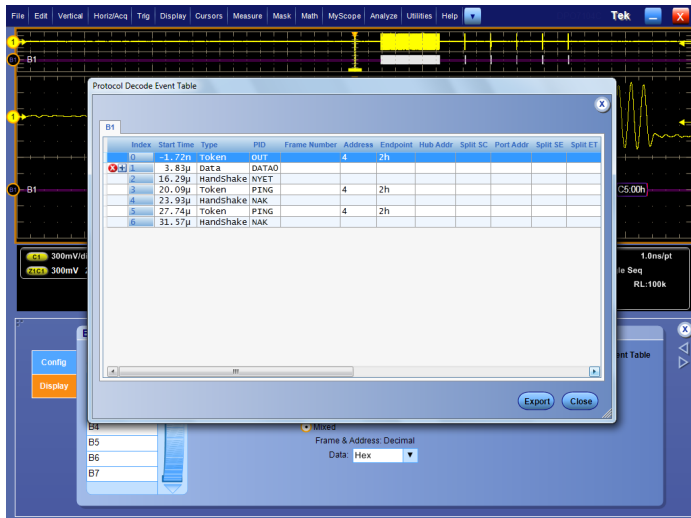 File Edit Vertical Horiz/Acq Trig Display Cursors Measure Mask Math MyScope Analyze Utilities Help Tek X
1
B1 B1
Protocol Decode Event Table
X
B1
Index Start Time Type PID Frame Number Address Endpoint Hub Addr Split SC Port Addr Split SE Split ET
0 -1.72n Token OUT 4 2h
1 3.83µ Data DATA0
2 16.29µ HandShake NYET
3 20.09µ Token PING 4 2h
4 23.93µ HandShake NAK
5 27.74µ Token PING 4 2h
6 31.57µ HandShake NAK
1
B1 B1
C5:00h
C1 300mV/di
1.0ns/pt
Z1C1 300mV
le Seq
RL:100k
X
ent Table
Config
Display
Export Close
B4
Mixed
B5
Frame & Address: Decimal
B6
Data: Hex
B7